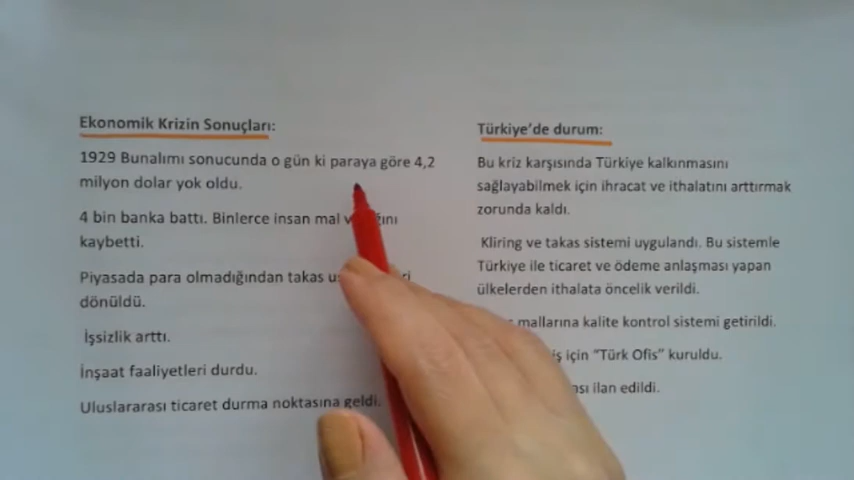 Ekonomik Krizin Sonuçları:
1929 Bunalımı sonucunda o gün ki paraya göre 4,2
milyon dolar yok oldu.
4 bin banka battı. Binlerce insan mal
kaybetti.
Piyasada para olmadığından takas
dönüldü.
İşsizlik arttı.
İnşaat faaliyetleri durdu.
Uluslararası ticaret durma noktasına geldi.
Türkiye'de durum:
Bu kriz karşısında Türkiye kalkınmasını
sağlayabilmek için ihracat ve ithalatını arttırmak
zorunda kaldı.
Kliring ve takas sistemi uygulandı. Bu sistemle
Türkiye ile ticaret ve ödeme anlaşması yapan
ülkelerden ithalata öncelik verildi.
mallarına kalite kontrol sistemi getirildi.
için "Türk Ofis" kuruldu.
ilan edildi.